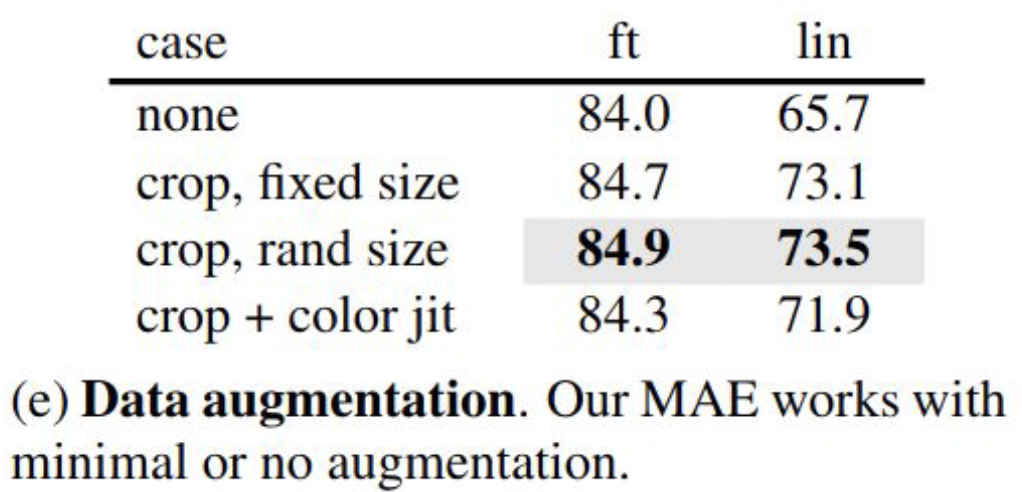 case ft lin
none 84.0 65.7
crop, fixed size 84.7 73.1
crop, rand size 84.9 73.5
crop + color jit 84.3 71.9
(e) Data augmentation. Our MAE works with
minimal or no augmentation.